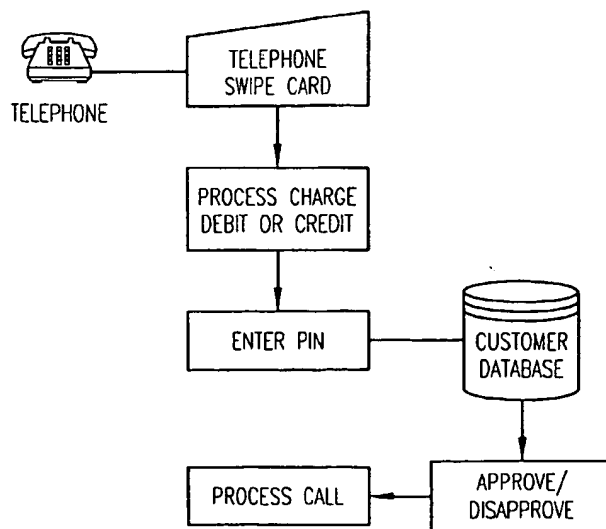 TELEPHONE
SWIPE CARD
TELEPHONE
PROCESS CHARGE
DEBIT OR CREDIT
ENTER PIN
CUSTOMER
DATABASE
PROCESS CALL
APPROVE/
DISAPPROVE